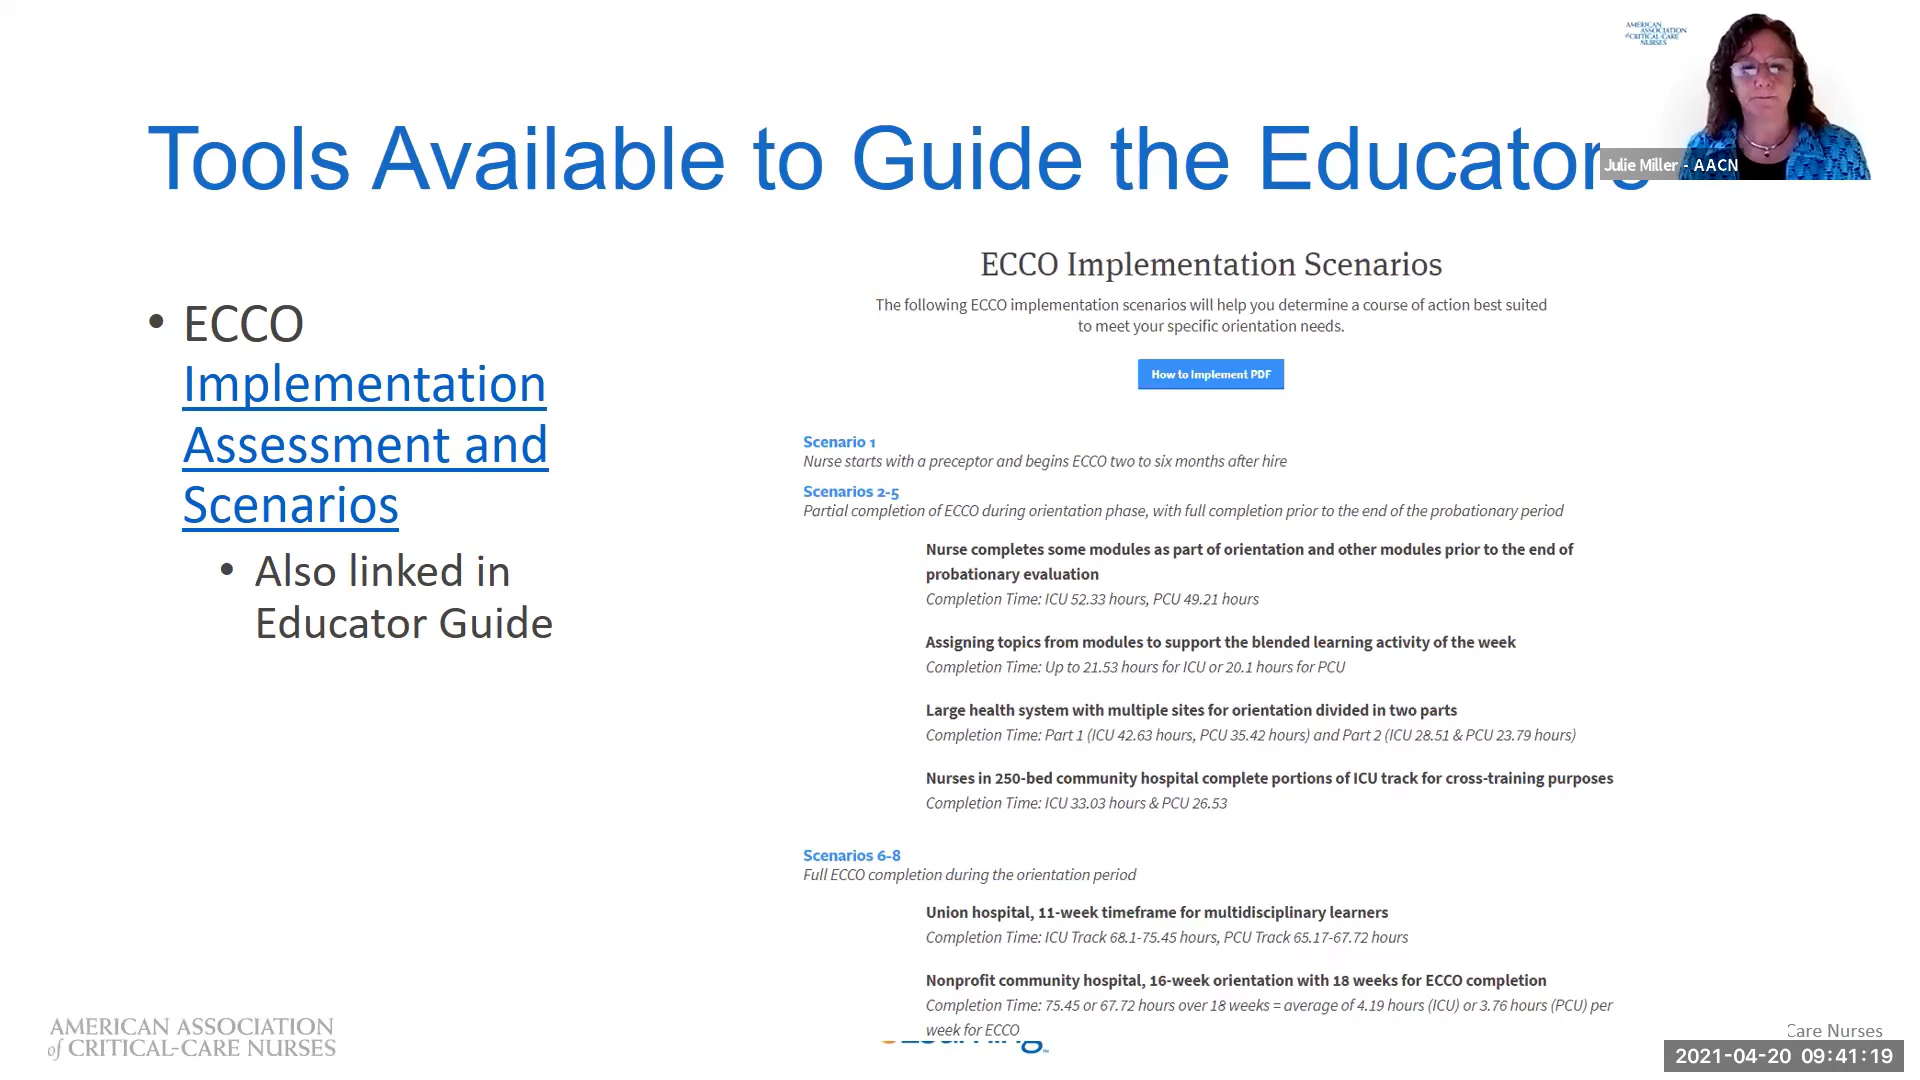 AMERICAN
ASSOCIATION
of CRITICAL-CARE
NURSES
Tools Available to Guide the Educators
Julie Miller - AACN
• ECCO
Implementation
Assessment and
Scenarios
• Also linked in
Educator Guide
ECCO Implementation Scenarios
The following ECCO implementation scenarios will help you determine a course of action best suited
to meet your specific orientation needs.
How to Implement PDF
Scenario 1
Nurse starts with a preceptor and begins ECCO two to six months after hire
Scenarios 2-5
Partial completion of ECCO during orientation phase, with full completion prior to the end of the probationary period
Nurse completes some modules as part of orientation and other modules prior to the end of
probationary evaluation
Completion Time: ICU 52.33 hours, PCU 49.21 hours
Assigning topics from modules to support the blended learning activity of the week
Completion Time: Up to 21.53 hours for ICU or 20.1 hours for PCU
Large health system with multiple sites for orientation divided in two parts
Completion Time: Part 1 (ICU 42.63 hours, PCU 35.42 hours) and Part 2 (ICU 28.51 & PCU 23.79 hours)
Nurses in 250-bed community hospital complete portions of ICU track for cross-training purposes
Completion Time: ICU 33.03 hours & PCU 26.53
Scenarios 6-8
Full ECCO completion during the orientation period
Union hospital, 11-week timeframe for multidisciplinary learners
Completion Time: ICU Track 68.1-75.45 hours, PCU Track 65.17-67.72 hours
Nonprofit community hospital, 16-week orientation with 18 weeks for ECCO completion
Completion Time: 75.45 or 67.72 hours over 18 weeks = average of 4.19 hours (ICU) or 3.76 hours (PCU) per
week for ECCO
AMERICAN ASSOCIATION
of CRITICAL-CARE NURSES
Care Nurses
2021-04-20 09:41:19